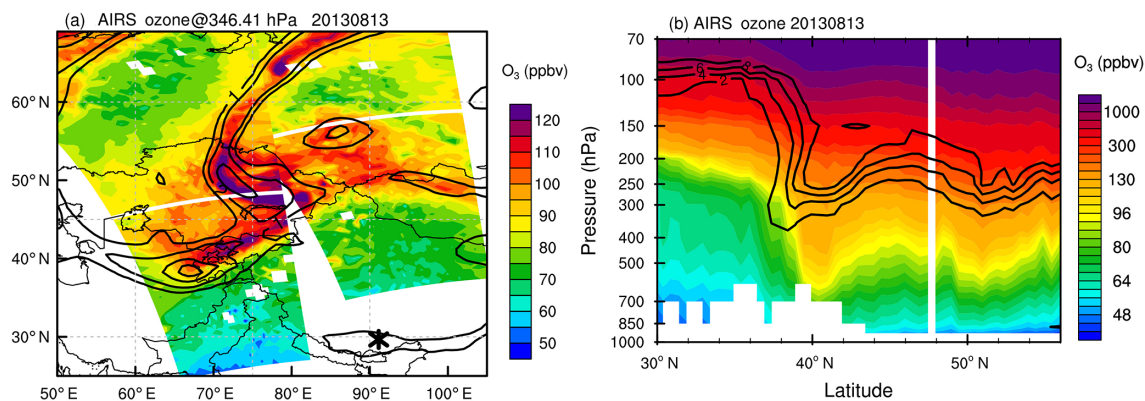 (a) AIRS ozone@346.41 hPa 20130813
O₃ (ppbv)
60° N
50° N
40° N
30° N
50° E
60° E
70° E
80° E
90° E
100° E
1
120
110
100
90
80
70
60
50
(b) AIRS ozone 20130813
O₃ (ppbv)
Pressure (hPa)
70
100
150
200
250
300
400
500
700
850
1000
6
8
4
2
30° N
40° N
50° N
Latitude
1000
300
130
96
80
64
48